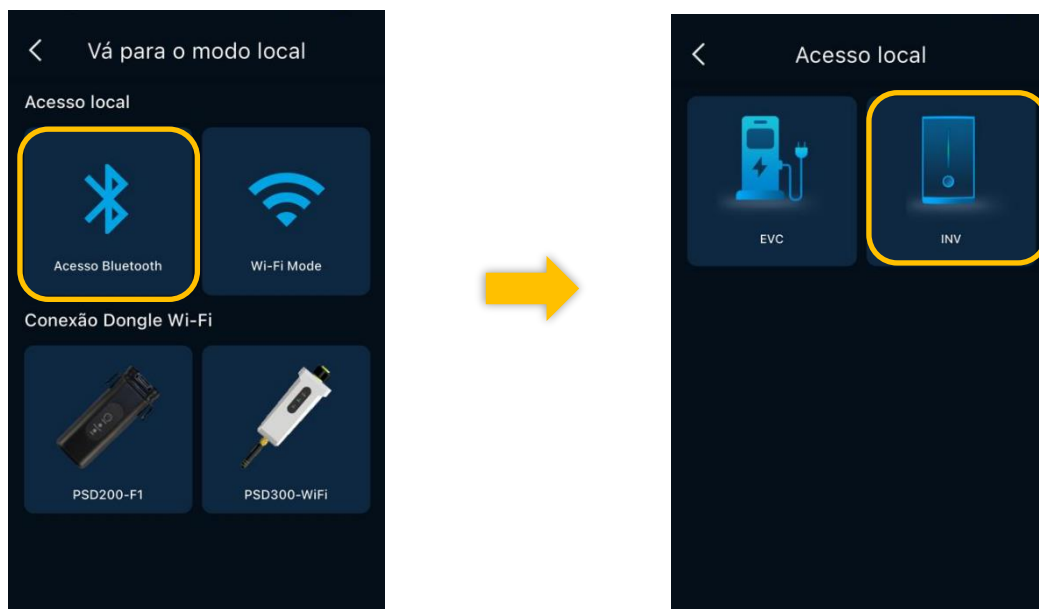 Vá para o modo local
Acesso local
Acesso Bluetooth
Wi-Fi Mode
Conexão Dongle Wi-Fi
PSD200-F1
PSD300-WiFi
Acesso local
EVC
INV